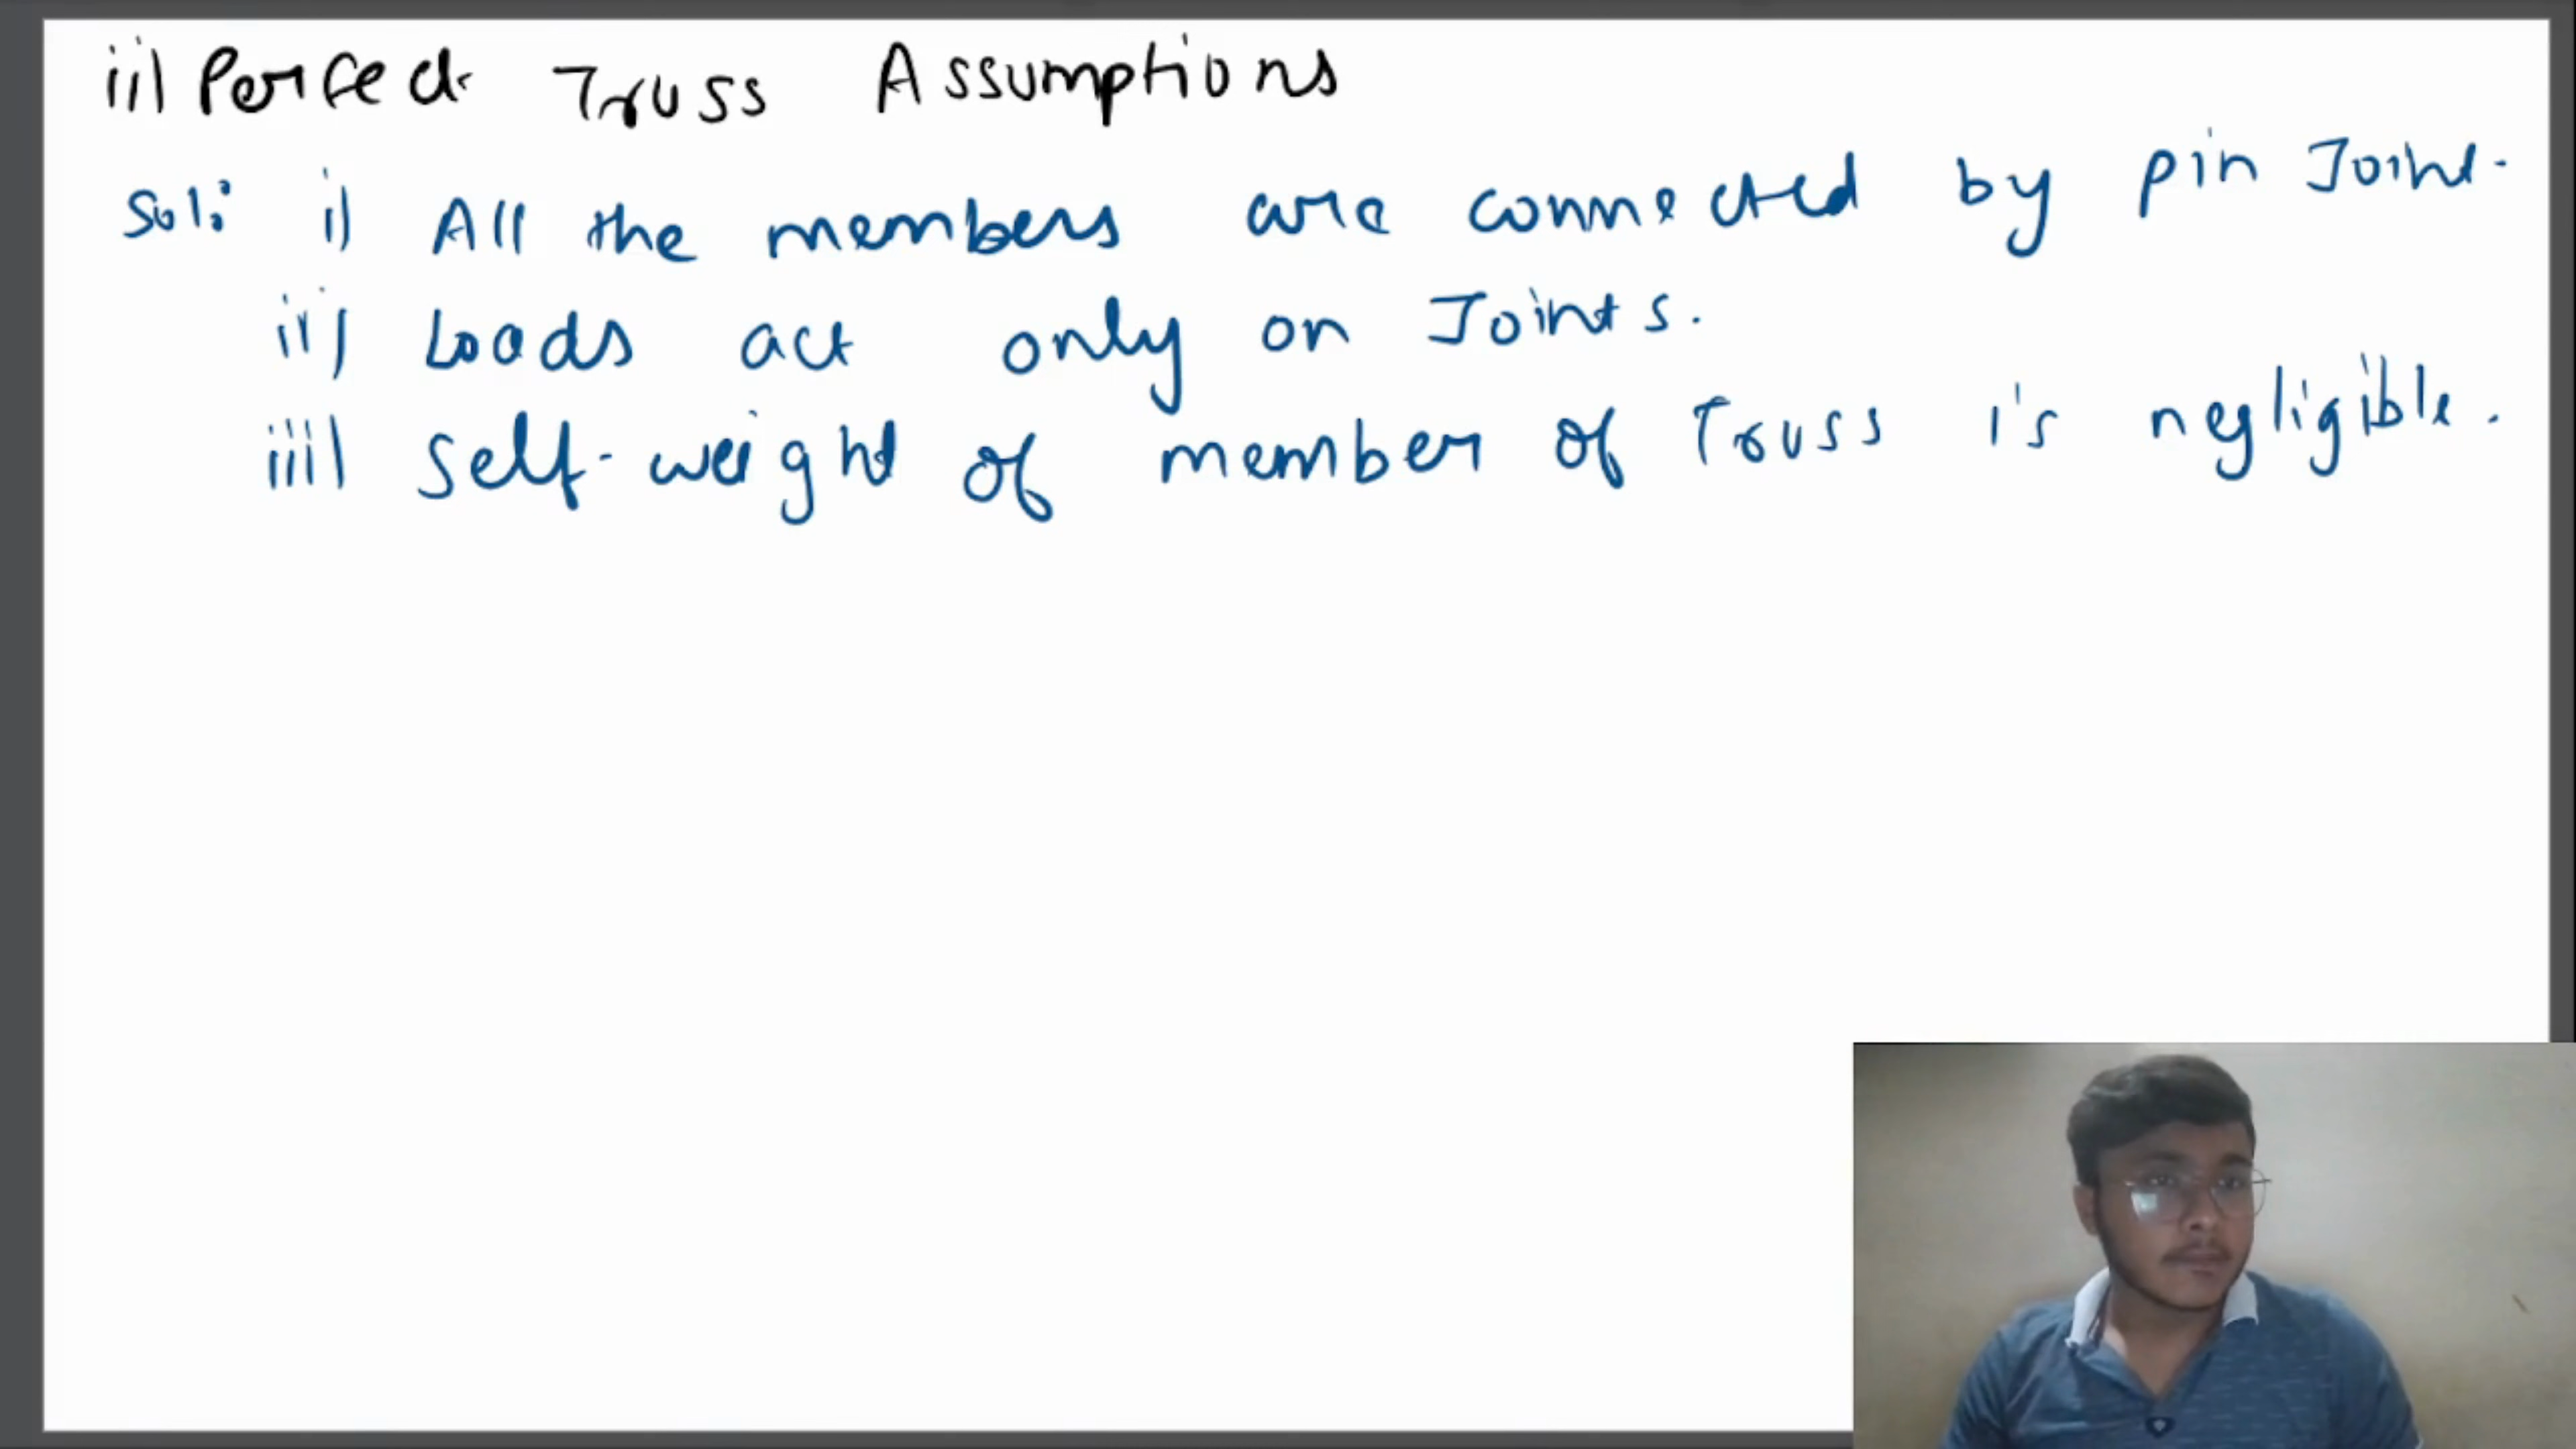 ii) Perfect Truss Assumptions
Sol: i) All the members are connected by pin Joint.
ii) Loads act only on Joints.
iii) Self-weight of member of Truss is negligible.